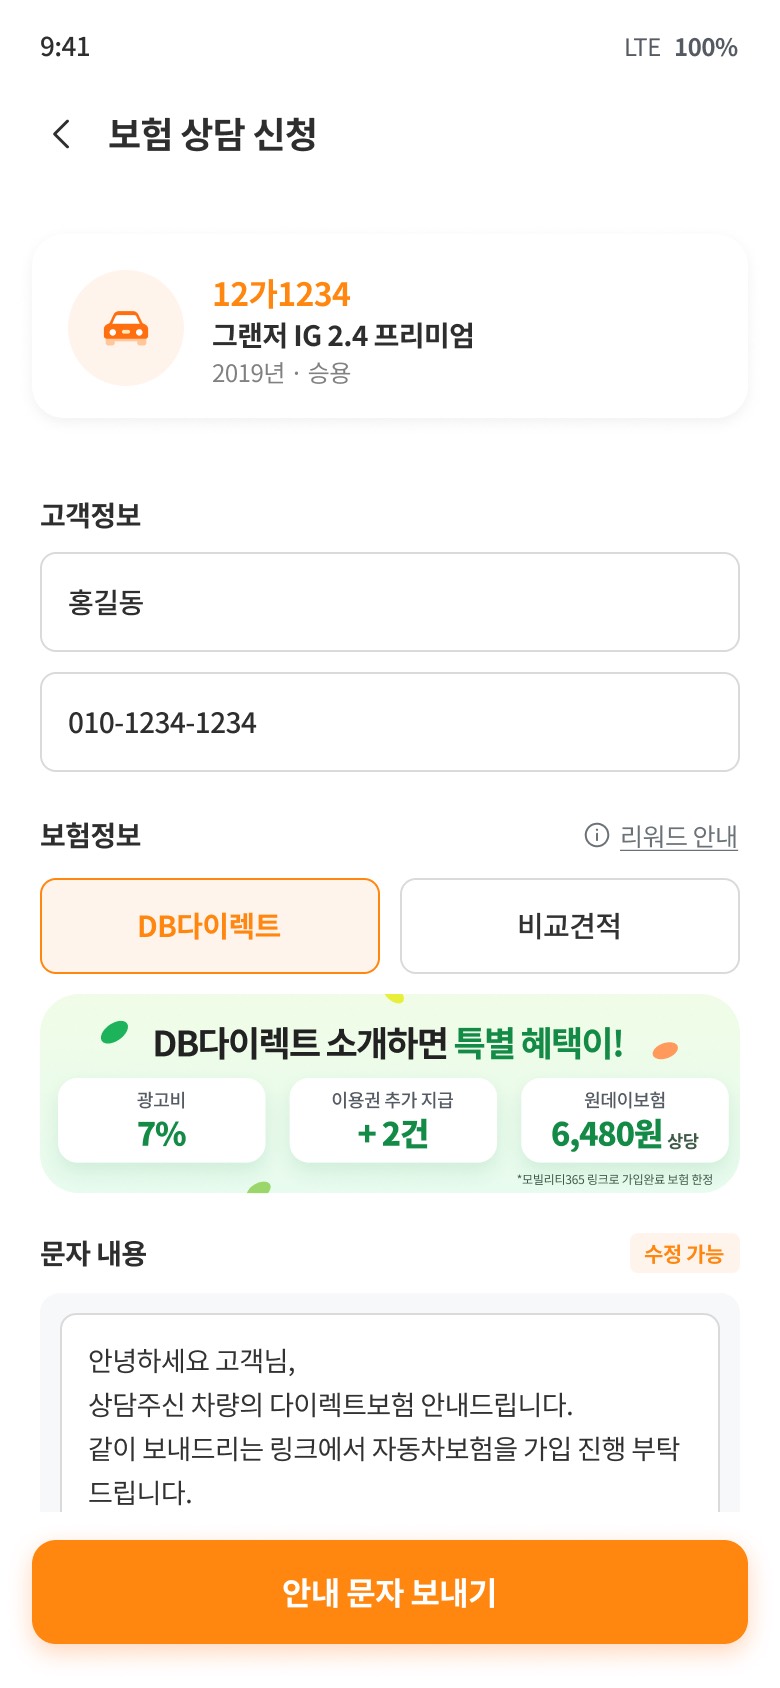 9:41 LTE 100%
보험 상담 신청
12가1234
그랜저 IG 2.4 프리미엄
2019년 · 승용
고객정보
홍길동
010-1234-1234
보험정보 리워드 안내
DB다이렉트 비교견적
DB다이렉트 소개하면 특별 혜택이!
광고비 이용권 추가 지급 원데이보험
7% + 2건 6,480원 상당
*모빌리티365 링크로 가입완료 보험 한정
문자 내용 수정 가능
안녕하세요 고객님,
상담주신 차량의 다이렉트보험 안내드립니다.
같이 보내드리는 링크에서 자동차보험을 가입 진행 부탁
드립니다.
안내 문자 보내기